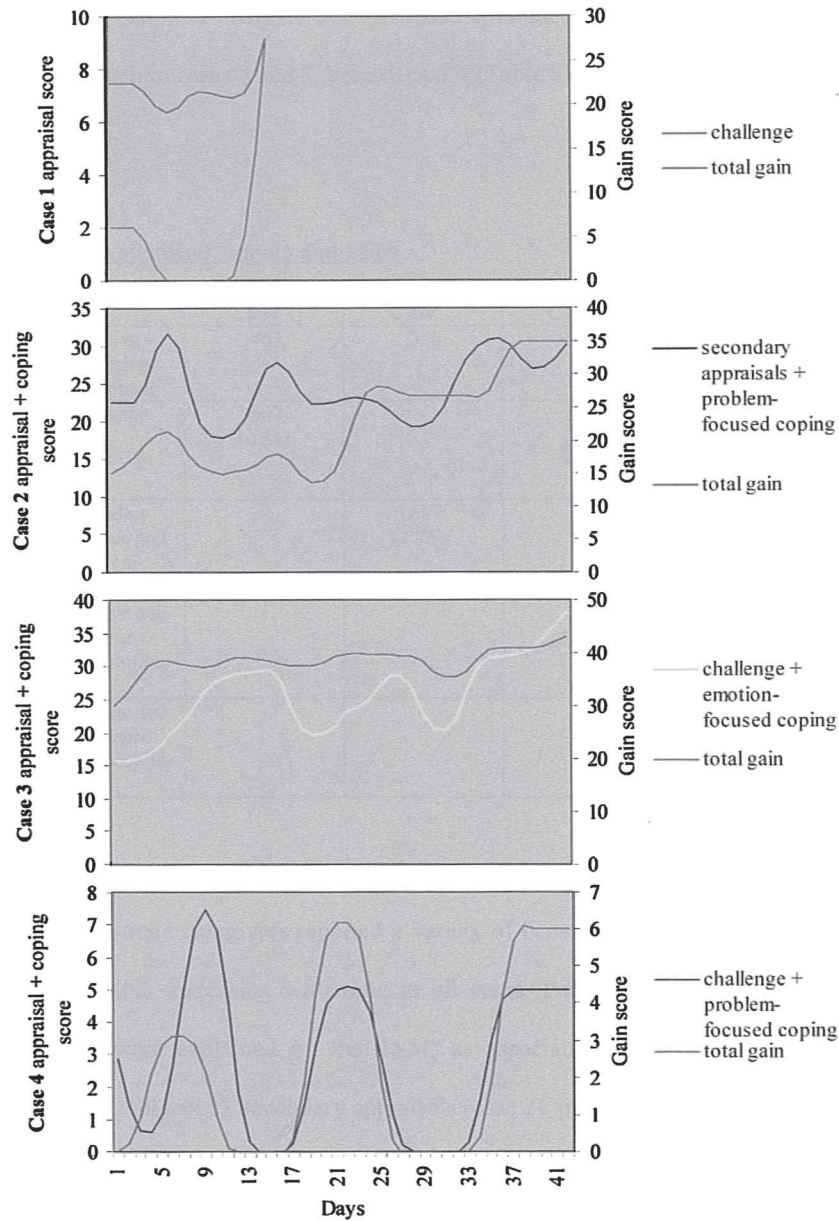 10
8
6
4
2
0
Case 1 appraisal score
30
25
20
15
10
5
0
Gain score
challenge
total gain
35
30
25
20
15
10
5
0
Case 2 appraisal + coping
score
40
35
30
25
20
15
10
5
0
Gain score
secondary
appraisals +
problem-
focused coping
total gain
40
35
30
25
20
15
10
5
0
Case 3 appraisal + coping
score
50
40
30
20
10
0
Gain score
challenge +
emotion-
focused coping
total gain
8
7
6
5
4
3
2
1
0
Case 4 appraisal + coping
score
7
6
5
4
3
2
1
0
Gain score
challenge +
problem-
focused coping
total gain
1 5 9 13 17 21 25 29 33 37 41
Days